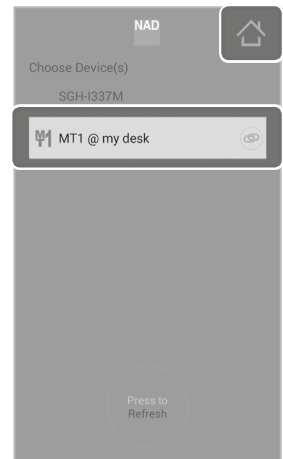 NAD
Choose Device(s)
SGH-I337M
MT1 @ my desk
Press to
Refresh